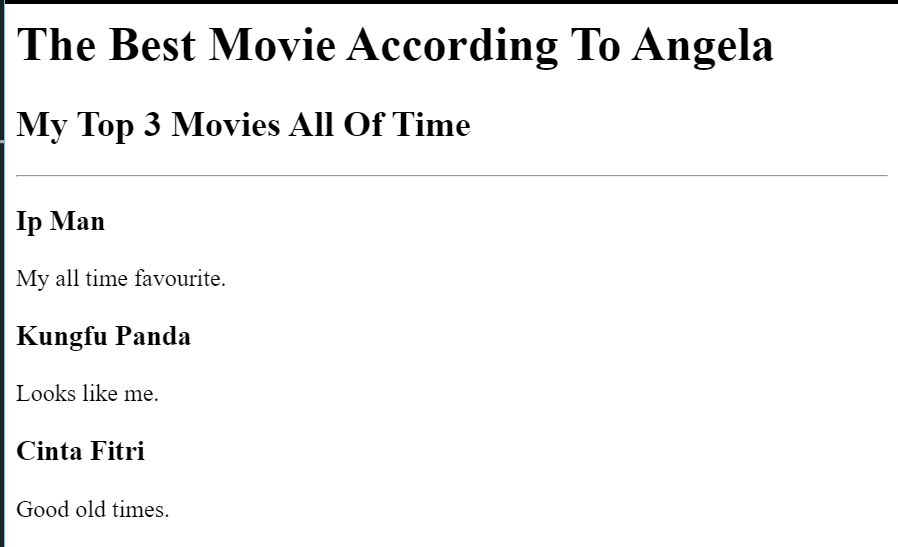 The Best Movie According To Angela
My Top 3 Movies All Of Time
Ip Man
My all time favourite.
Kungfu Panda
Looks like me.
Cinta Fitri
Good old times.